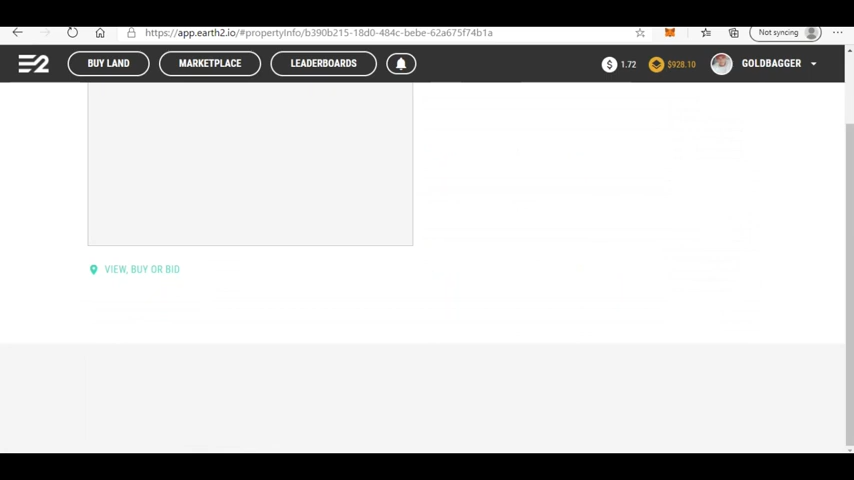 https://app.earth2.io/#propertyInfo/b390b215-18d0-484c-bebe-62a675f74b1a
Not syncing
E2 BUY LAND MARKETPLACE LEADERBOARDS $ 1.72 $928.10 GOLDBAGGER
VIEW, BUY OR BID